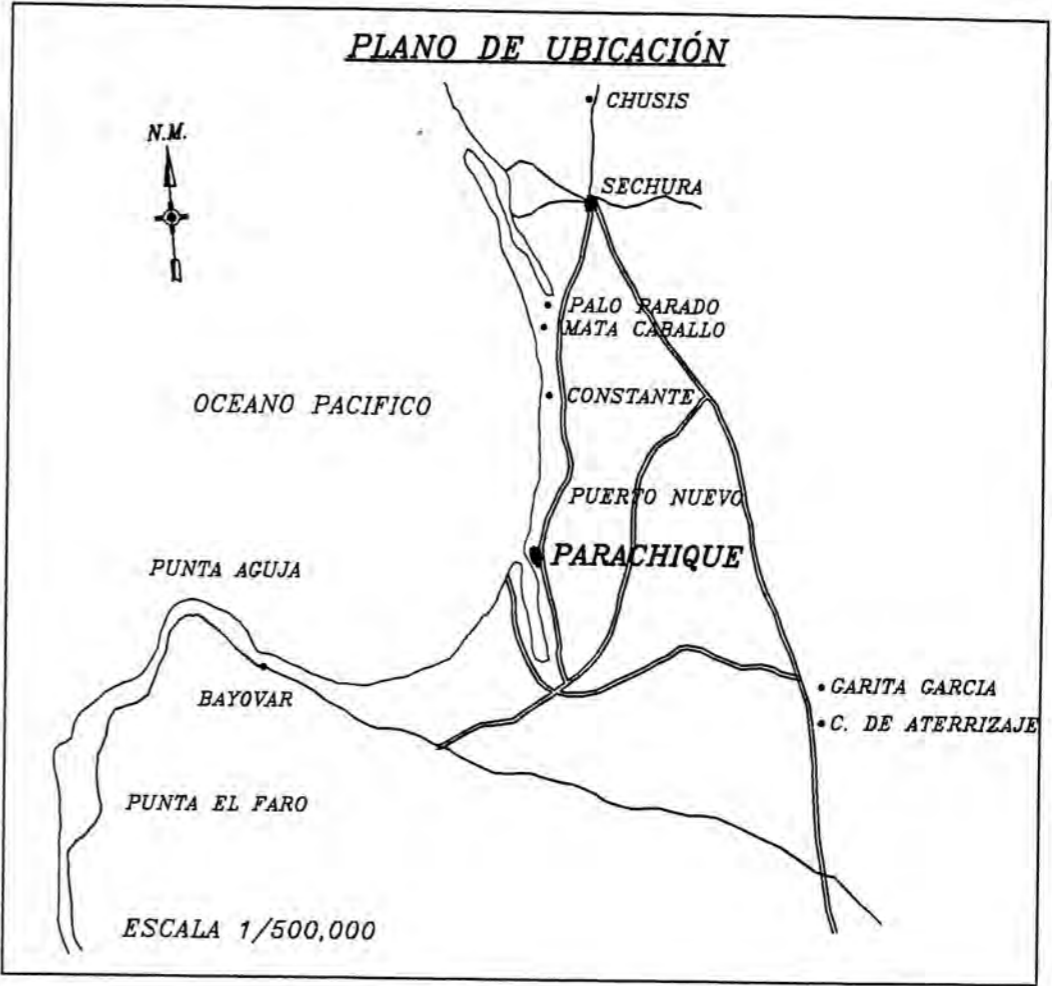 PLANO DE UBICACIÓN
CHUSIS
N.M.
SECHURA
PALO PARADO
MATA CABALLO
OCEANO PACIFICO
CONSTANTE
PUERTO NUEVO
PARACHIQUE
PUNTA AGUJA
BAYOVAR
GARITA GARCIA
C. DE ATERRIZAJE
PUNTA EL FARO
ESCALA 1/500,000